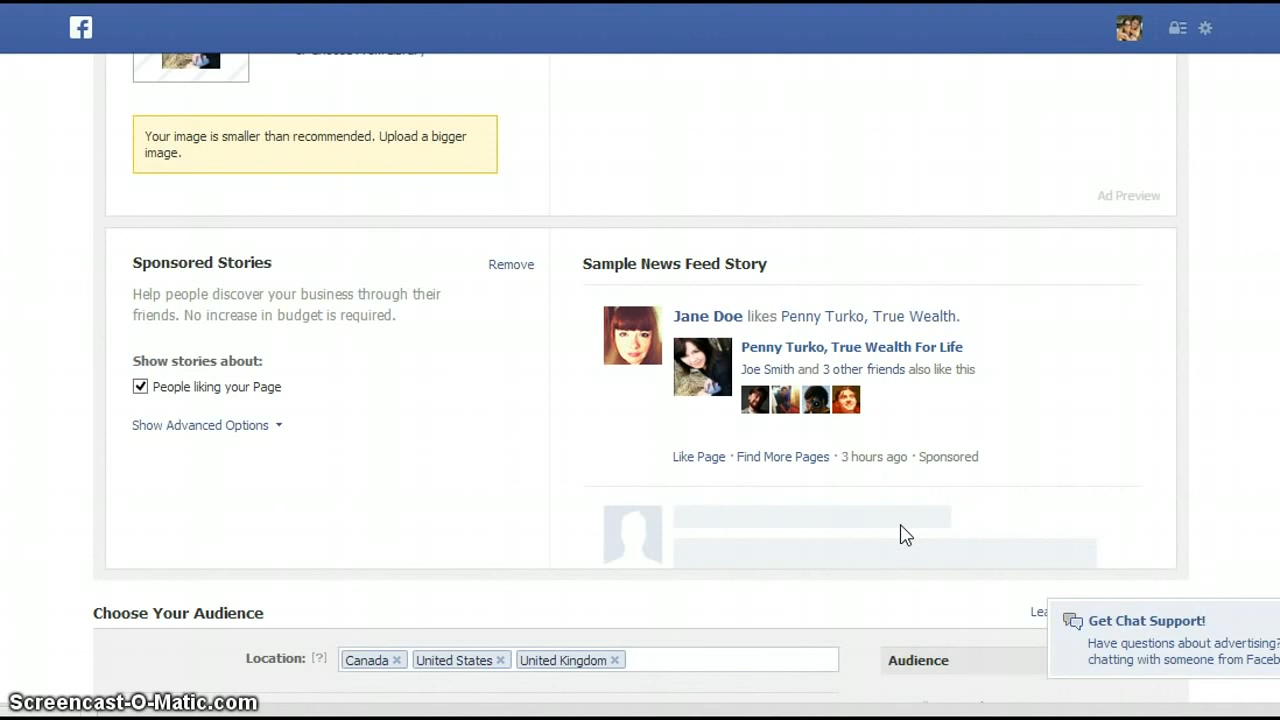 f
Your image is smaller than recommended. Upload a bigger
image.
Ad Preview
Sponsored Stories
Remove
Help people discover your business through their
friends. No increase in budget is required.
Show stories about:
People liking your Page
Show Advanced Options
Sample News Feed Story
Jane Doe likes Penny Turko, True Wealth.
Penny Turko, True Wealth For Life
Joe Smith and 3 other friends also like this
Like Page · Find More Pages · 3 hours ago · Sponsored
Choose Your Audience
Location: [?]
Canada × United States × United Kingdom ×
Audience
Get Chat Support!
Have questions about advertising?
chatting with someone from Faceb
Screencast-O-Matic.com